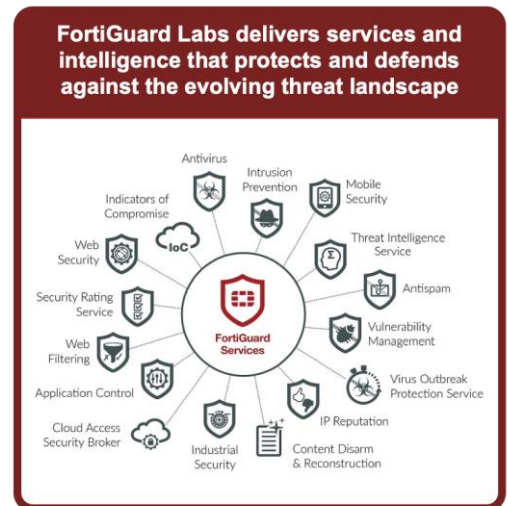 FortiGuard Labs delivers services and
intelligence that protects and defends
against the evolving threat landscape
Antivirus
Intrusion
Prevention
Mobile
Security
Indicators of
Compromise
IoC
Threat Intelligence
Service
Web
Security
Antispam
Security Rating
Service
FortiGuard
Services
Vulnerability
Management
Web
Filtering
Virus Outbreak
Protection Service
Application Control
IP Reputation
Cloud Access
Security Broker
Industrial
Security
Content Disarm
& Reconstruction